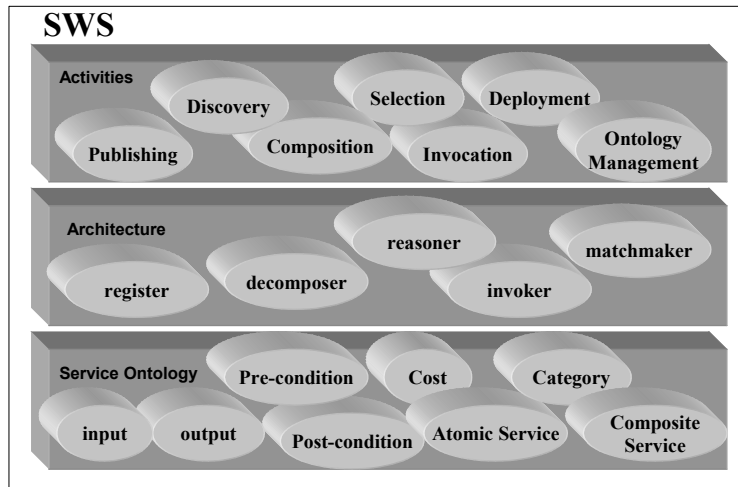 SWS
Activities
Discovery
Selection
Deployment
Publishing
Composition
Invocation
Ontology
Management
Architecture
reasoner
matchmaker
register
decomposer
invoker
Service Ontology
Pre-condition
Cost
Category
input
output
Post-condition
Atomic Service
Composite
Service